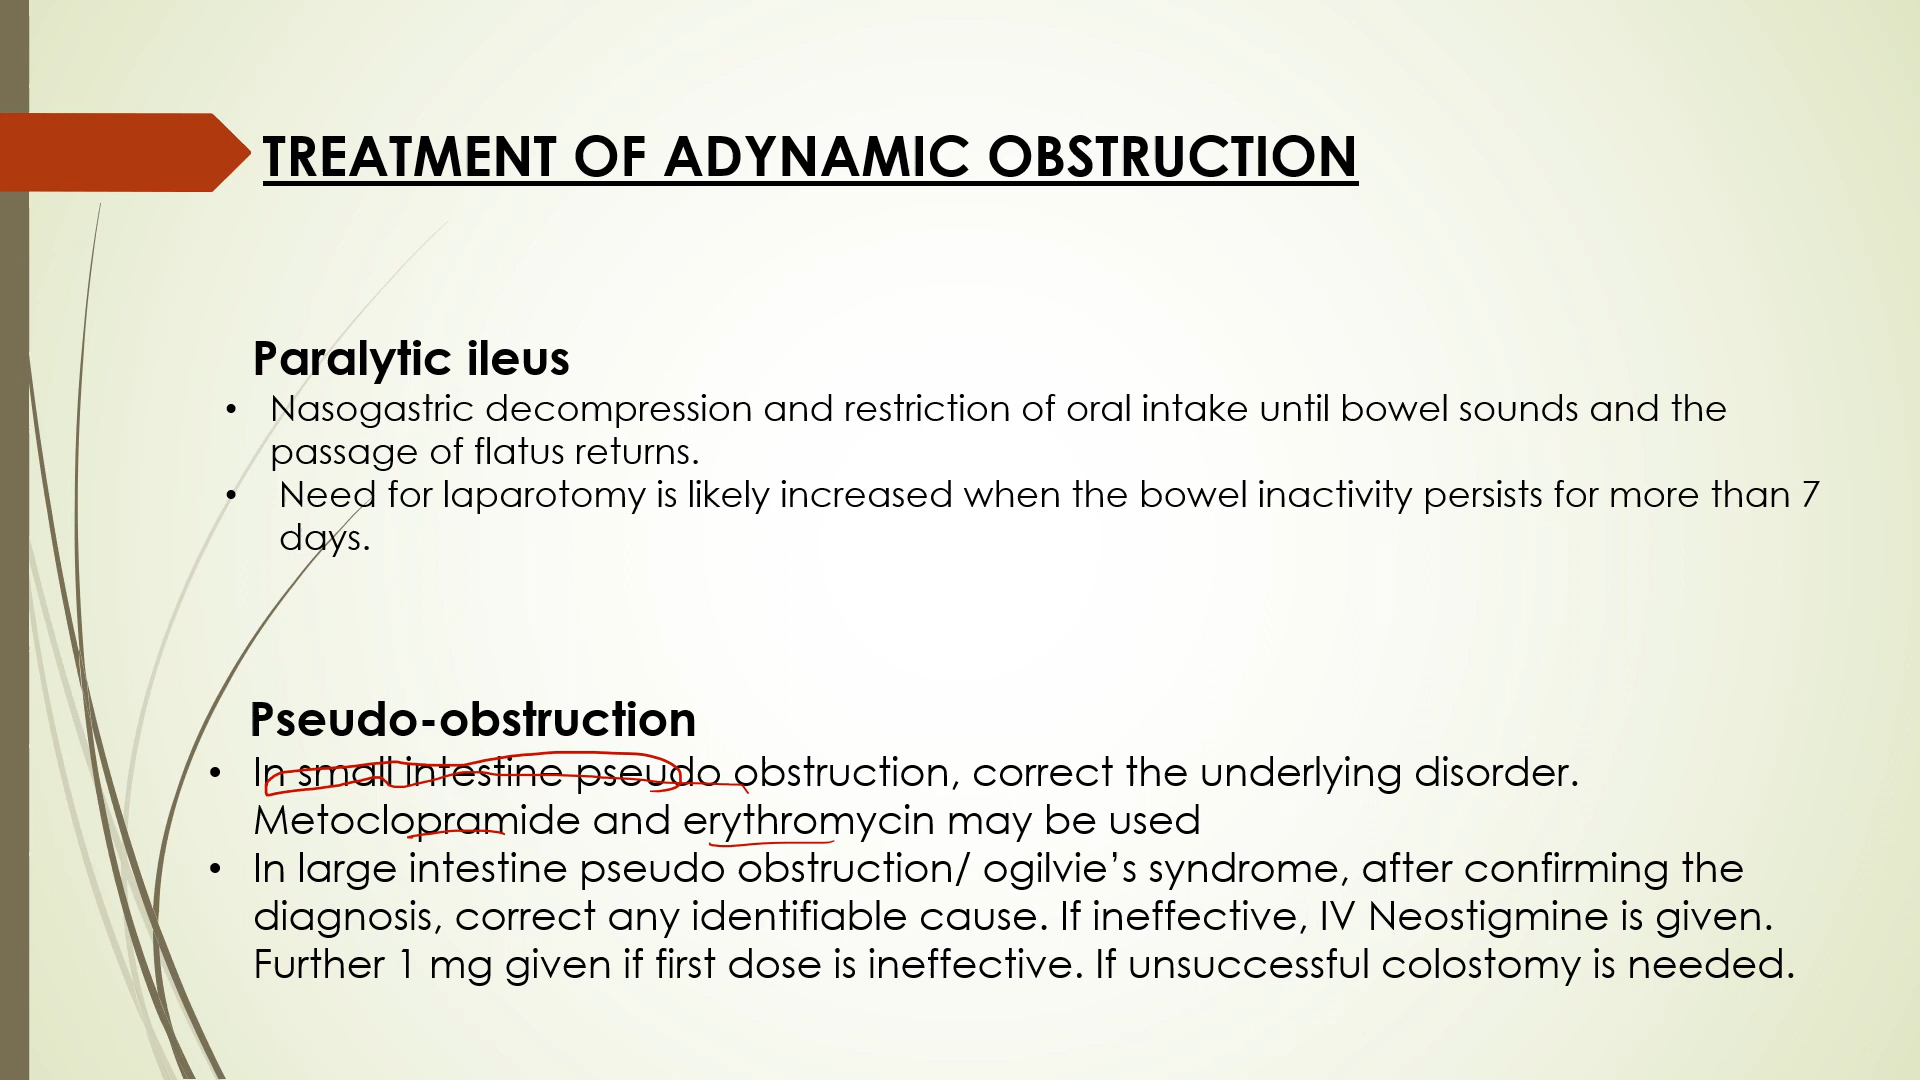 TREATMENT OF ADYNAMIC OBSTRUCTION
Paralytic ileus
• Nasogastric decompression and restriction of oral intake until bowel sounds and the
passage of flatus returns.
• Need for laparotomy is likely increased when the bowel inactivity persists for more than 7
days.
Pseudo-obstruction
• In small intestine pseudo obstruction, correct the underlying disorder.
Metoclopramide and erythromycin may be used
• In large intestine pseudo obstruction/ ogilvie’s syndrome, after confirming the
diagnosis, correct any identifiable cause. If ineffective, IV Neostigmine is given.
Further 1 mg given if first dose is ineffective. If unsuccessful colostomy is needed.